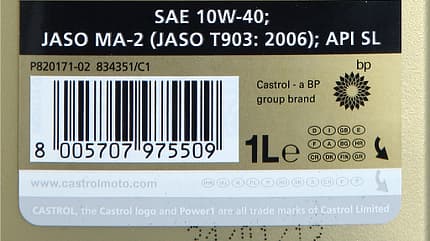 SAE 10W-40;
JASO MA-2 (JASO T903: 2006); API SL
P820171-02 834351/C1
bp
Castrol - a BP
group brand
8 005707 975509
1L e
D I GB E
F NL P N
CR DK FIN GR
www.castrolmoto.com
CASTROL, the Castrol logo and Power1 are all trade marks of Castrol Limited